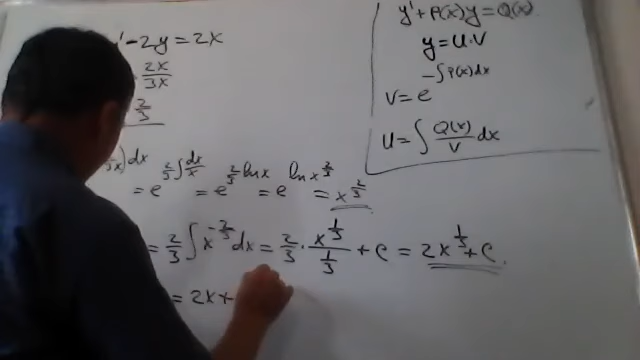 y' - 2y = 2x
2x/3x
2/3
dx = e^(2/3 ∫ dx/x) = e^(2/3 ln x) = e^(ln x^(2/3)) = x^(2/3)
= 2/3 ∫ x^(-2/3) dx = 2/3 · x^(1/3)/(1/3) + c = 2x^(1/3) + c.
= 2x +
y' + P(x)y = Q(x)
y = u·v
v = e^(-∫P(x)dx)
u = ∫ Q(x)/v dx